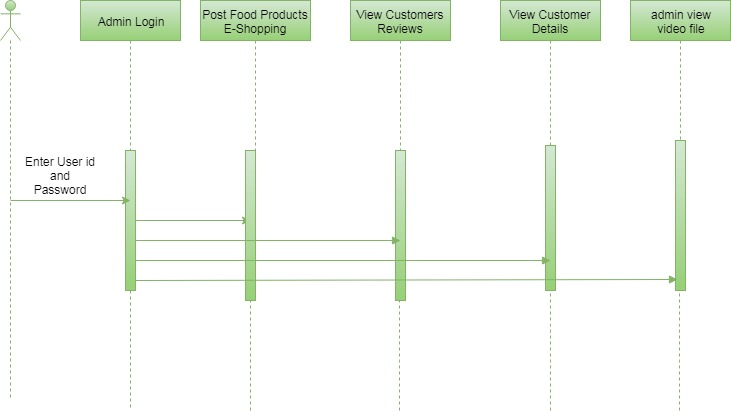 Admin Login
Post Food Products
E-Shopping
View Customers
Reviews
View Customer
Details
admin view
video file
Enter User id
and
Password